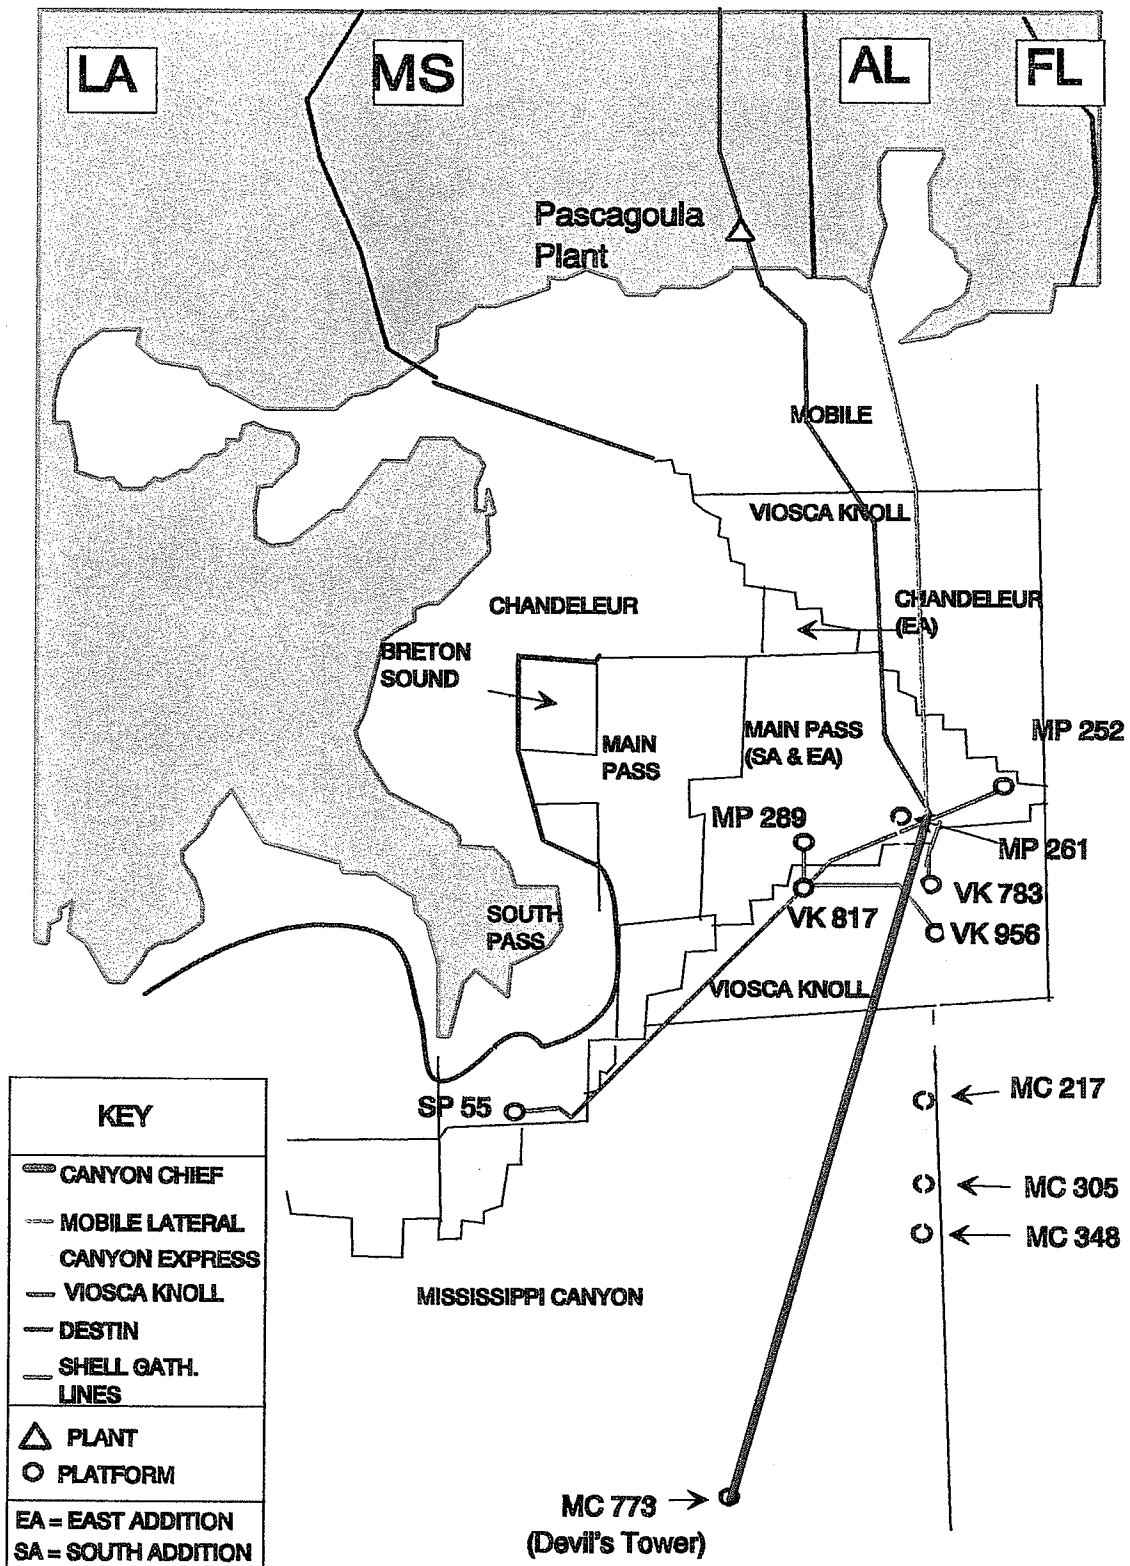 LA
MS
AL
FL
Pascagoula
Plant
MOBILE
VIOSCA KNOLL
CHANDELEUR
CHANDELEUR
(EA)
BRETON
SOUND
MAIN
PASS
MAIN PASS
(SA & EA)
MP 252
MP 289
MP 261
VK 783
VK 817
VK 956
SOUTH
PASS
VIOSCA KNOLL
SP 55
MC 217
MC 305
MC 348
MISSISSIPPI CANYON
MC 773
(Devil's Tower)
KEY
CANYON CHIEF
MOBILE LATERAL
CANYON EXPRESS
VIOSCA KNOLL
DESTIN
SHELL GATH.
LINES
PLANT
PLATFORM
EA = EAST ADDITION
SA = SOUTH ADDITION